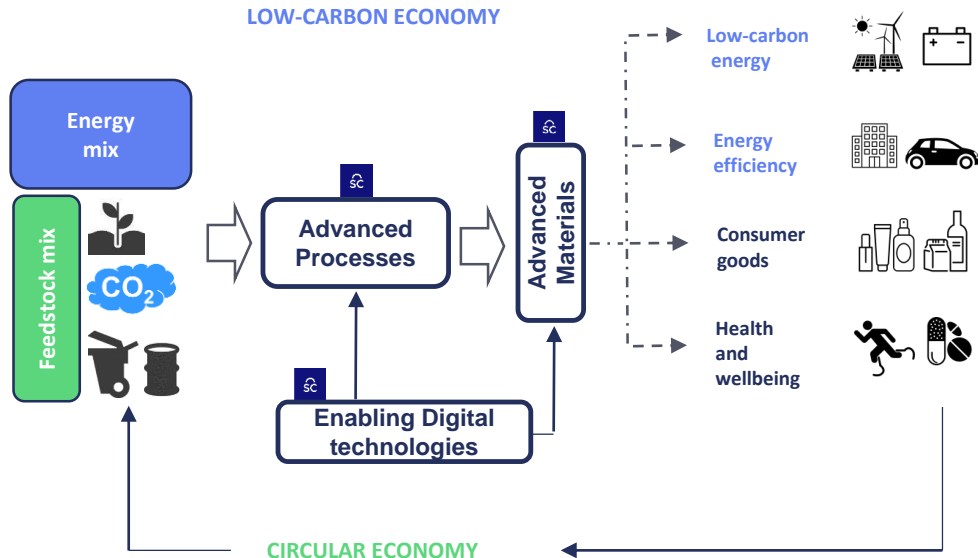 LOW-CARBON ECONOMY
Energy
mix
Feedstock mix
CO2
SC
Advanced
Processes
SC
Advanced
Materials
SC
Enabling Digital
technologies
Low-carbon
energy
+ -
Energy
efficiency
Consumer
goods
Health
and
wellbeing
CIRCULAR ECONOMY